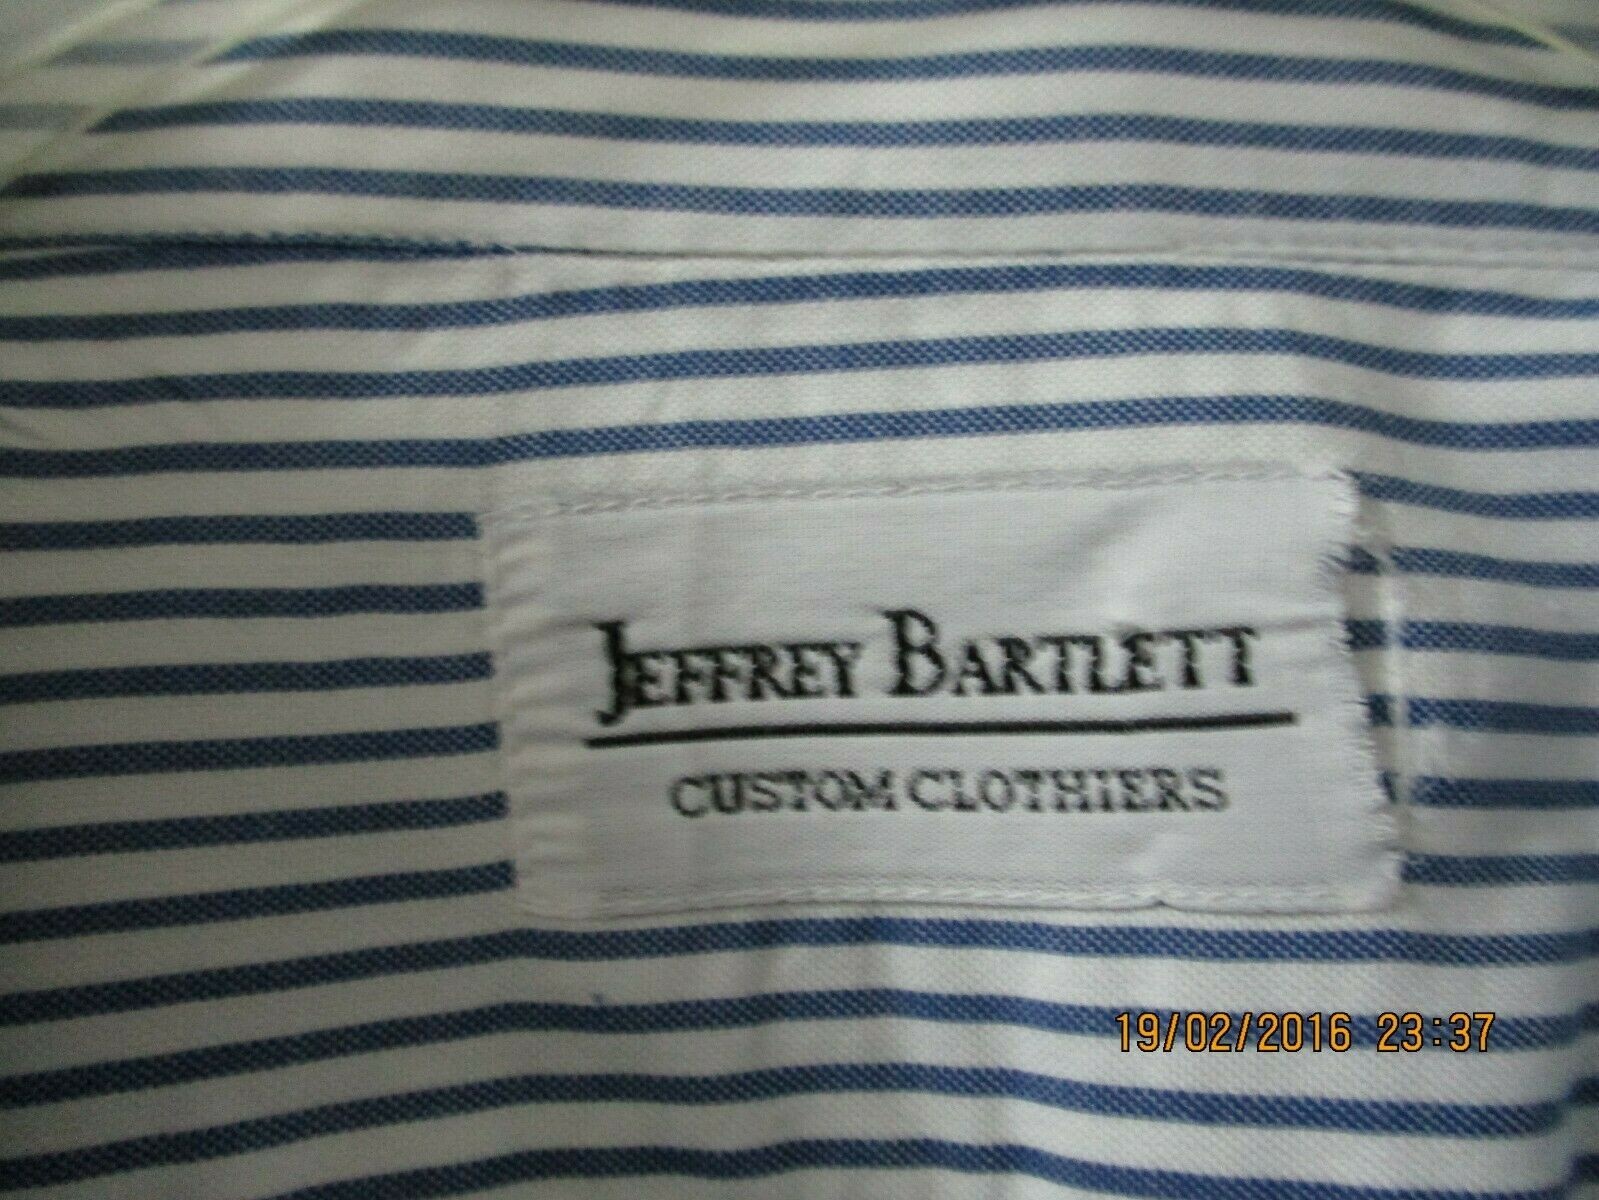 JEFFREY BARTLETT
CUSTOM CLOTHIERS
19/02/2016 23:37